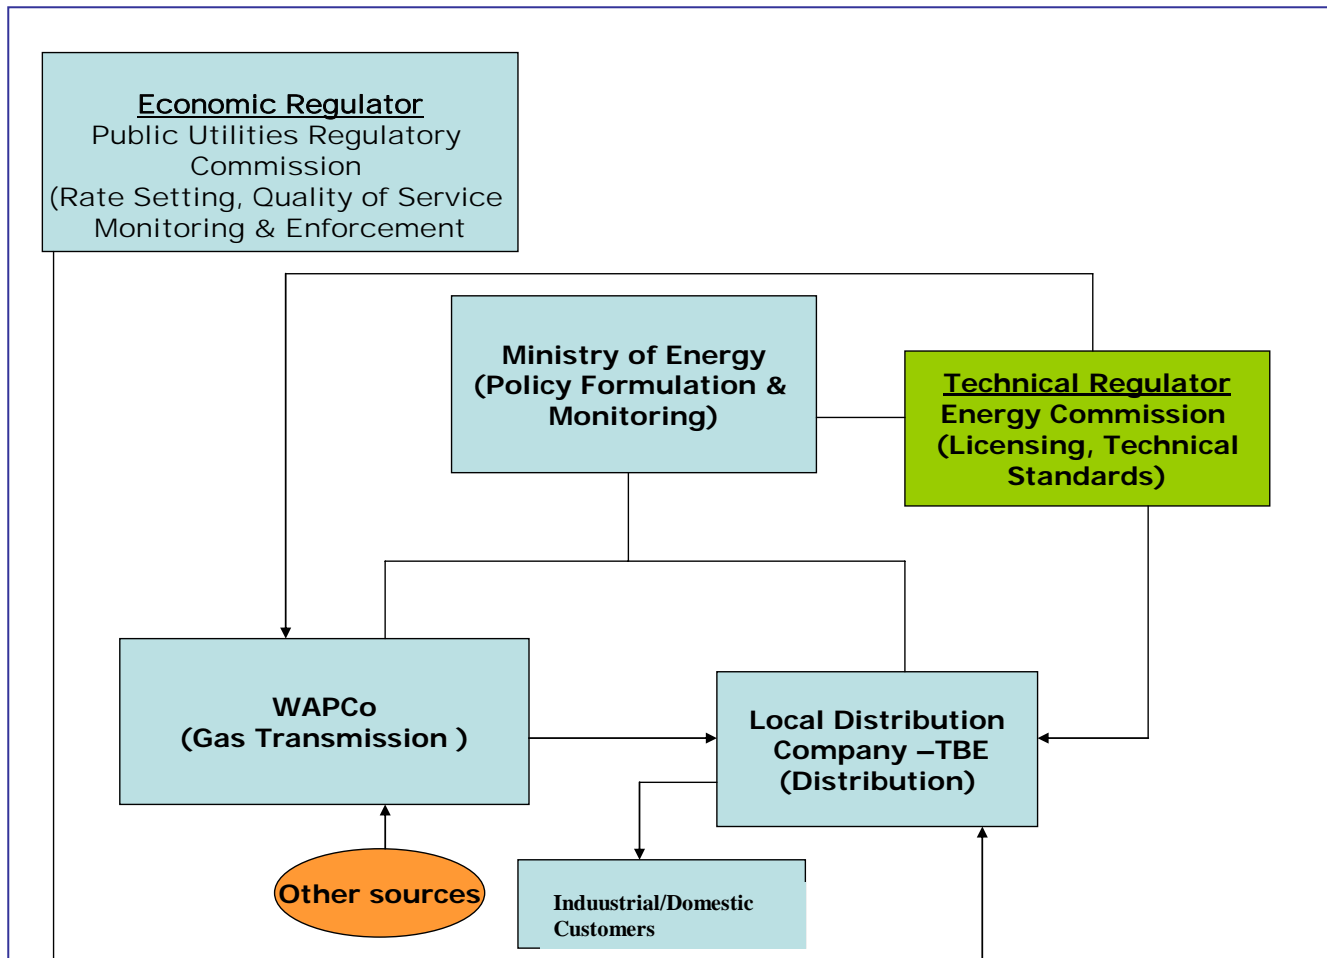 Economic Regulator
Public Utilities Regulatory
Commission
(Rate Setting, Quality of Service
Monitoring & Enforcement
Ministry of Energy
(Policy Formulation &
Monitoring)
Technical Regulator
Energy Commission
(Licensing, Technical
Standards)
WAPCo
(Gas Transmission )
Local Distribution
Company –TBE
(Distribution)
Other sources
Induustrial/Domestic
Customers